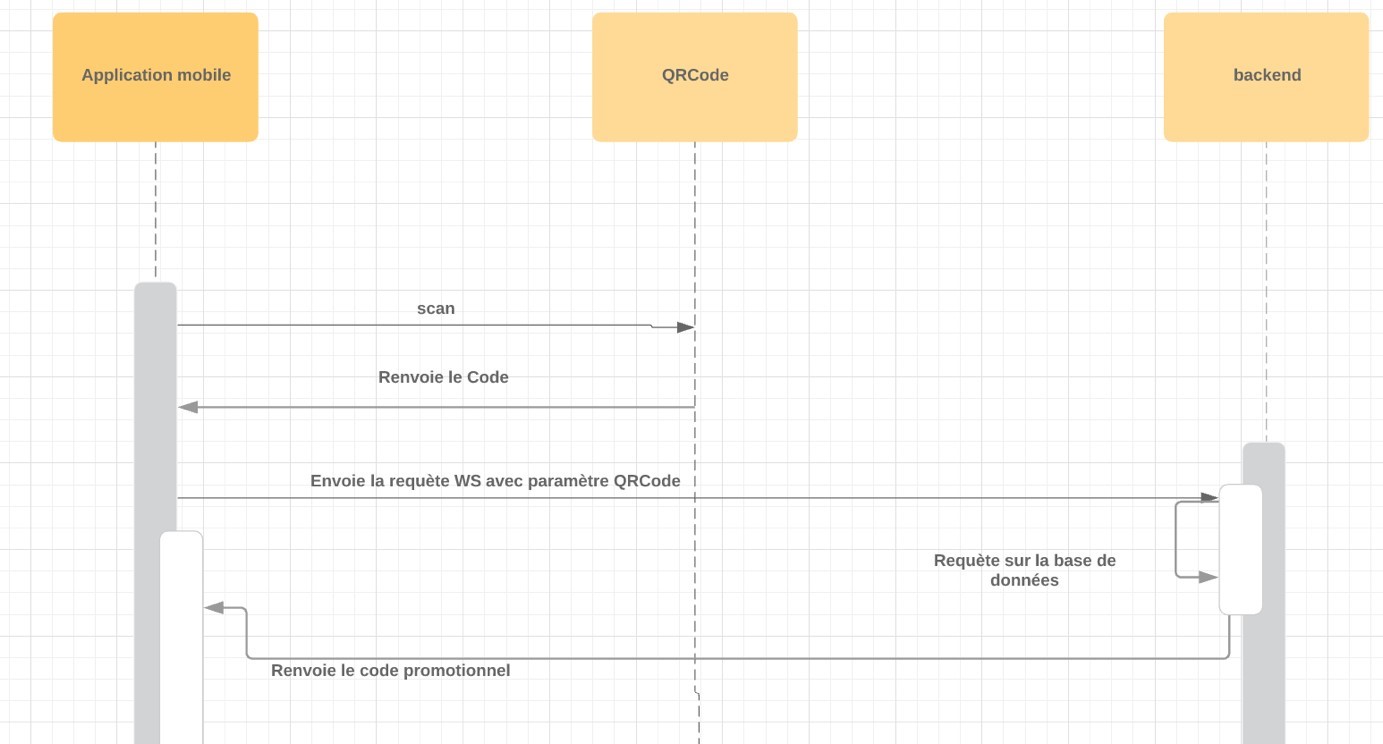 Application mobile
QRCode
backend
scan
Renvoie le Code
Envoie la requète WS avec paramètre QRCode
Requète sur la base de
données
Renvoie le code promotionnel